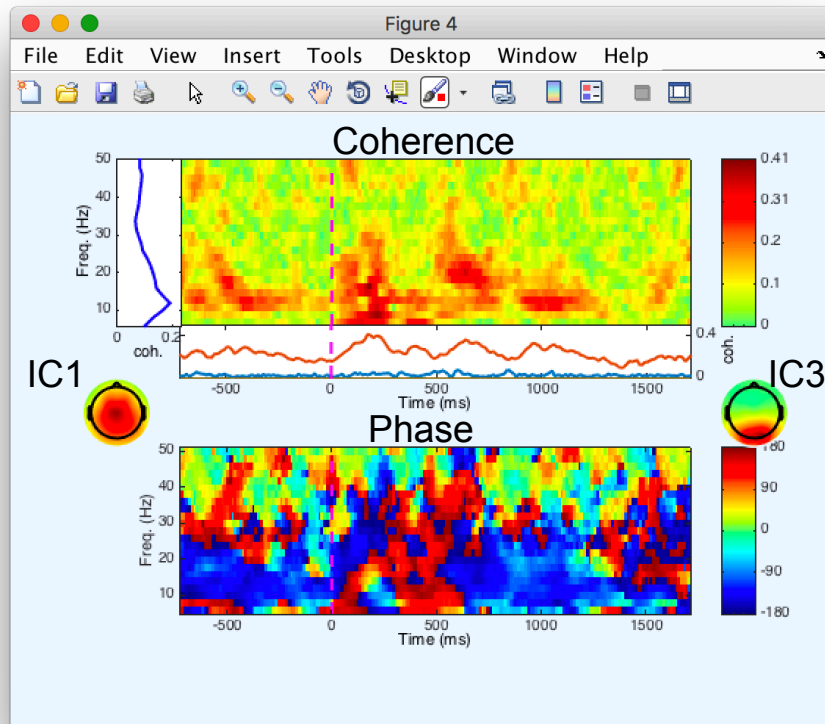 Figure 4
File Edit View Insert Tools Desktop Window Help
Coherence
50
40
30
20
10
Freq. (Hz)
0 0.2
coh.
0.41
0.31
0.2
0.1
0
0.4
0
coh.
-500 0 500 1000 1500
Time (ms)
IC1
IC3
Phase
50
40
30
20
10
Freq. (Hz)
180
90
0
-90
-180
-500 0 500 1000 1500
Time (ms)